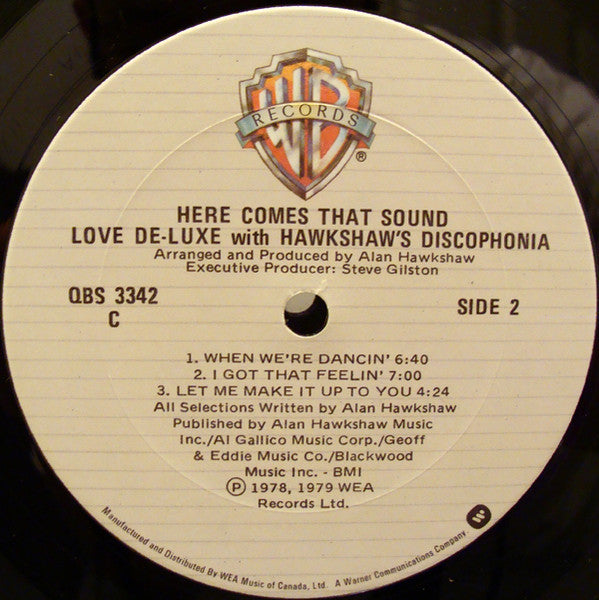 WB
RECORDS
®
HERE COMES THAT SOUND
LOVE DE-LUXE with HAWKSHAW'S DISCOPHONIA
Arranged and Produced by Alan Hawkshaw
Executive Producer: Steve Gilston
QBS 3342
C
SIDE 2
1. WHEN WE'RE DANCIN' 6:40
2. I GOT THAT FEELIN' 7:00
3. LET ME MAKE IT UP TO YOU 4:24
All Selections Written by Alan Hawkshaw
Published by Alan Hawkshaw Music
Inc./Al Gallico Music Corp./Geoff
& Eddie Music Co./Blackwood
Music Inc. - BMI
Ⓟ 1978, 1979 WEA
Records Ltd.
Manufactured and Distributed By WEA Music of Canada, Ltd. A Warner Communications Company